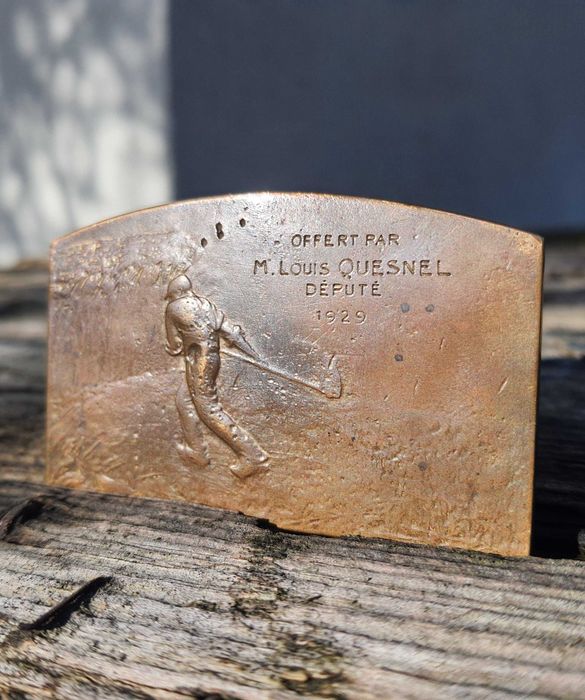 OFFERT PAR
M. LOUIS QUESNEL
DÉPUTÉ
1929